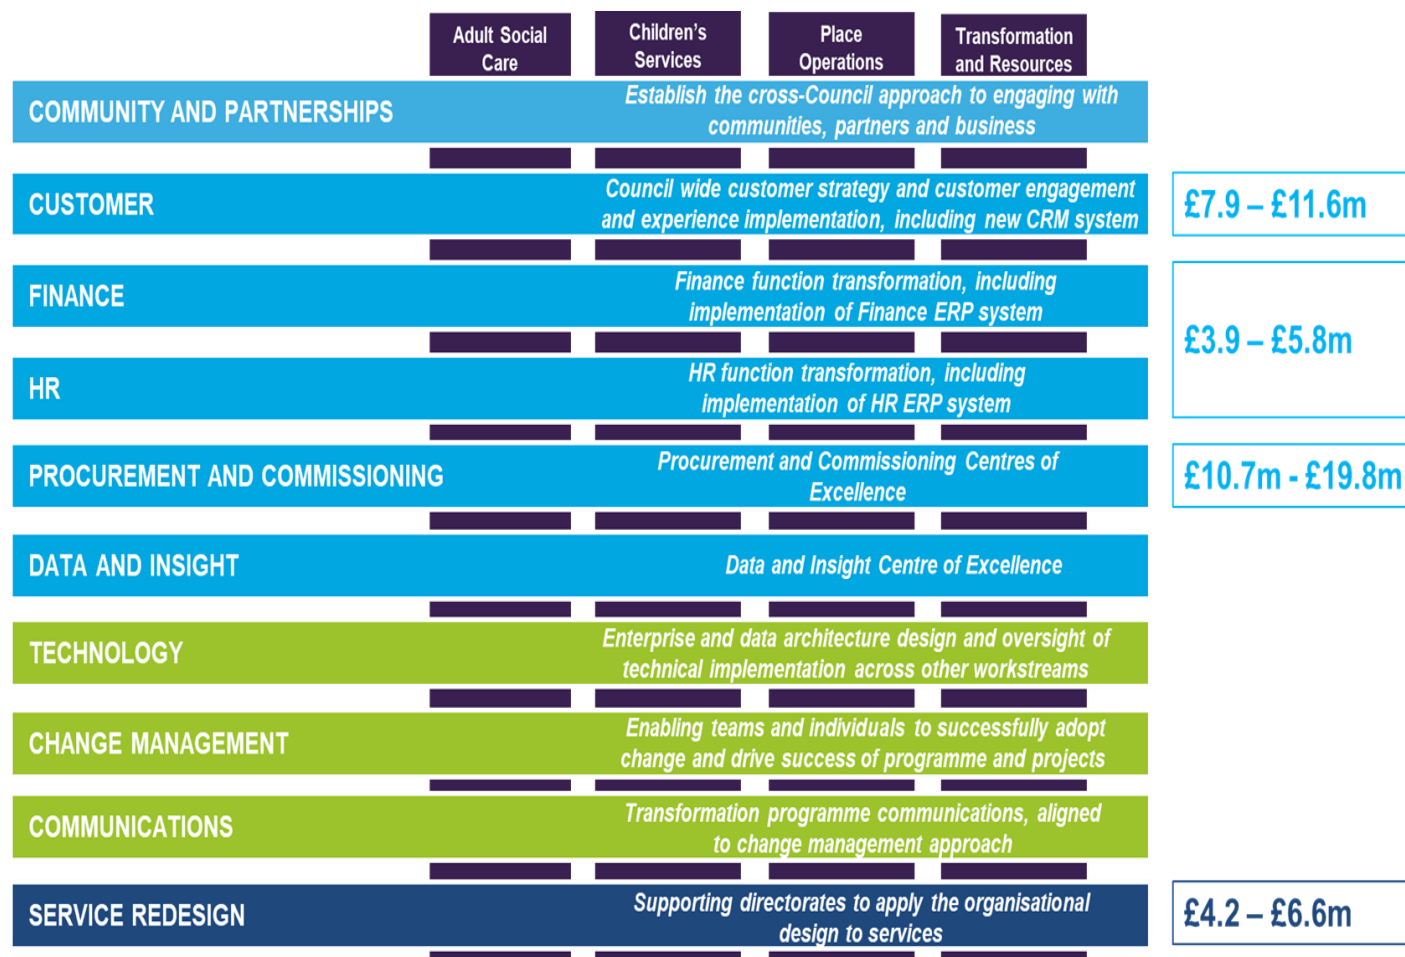 Adult Social
Care
Children's
Services
Place
Operations
Transformation
and Resources
COMMUNITY AND PARTNERSHIPS
Establish the cross-Council approach to engaging with
communities, partners and business
CUSTOMER
Council wide customer strategy and customer engagement
and experience implementation, including new CRM system
£7.9 – £11.6m
FINANCE
Finance function transformation, including
implementation of Finance ERP system
£3.9 – £5.8m
HR
HR function transformation, including
implementation of HR ERP system
PROCUREMENT AND COMMISSIONING
Procurement and Commissioning Centres of
Excellence
£10.7m - £19.8m
DATA AND INSIGHT
Data and Insight Centre of Excellence
TECHNOLOGY
Enterprise and data architecture design and oversight of
technical implementation across other workstreams
CHANGE MANAGEMENT
Enabling teams and individuals to successfully adopt
change and drive success of programme and projects
COMMUNICATIONS
Transformation programme communications, aligned
to change management approach
SERVICE REDESIGN
Supporting directorates to apply the organisational
design to services
£4.2 – £6.6m